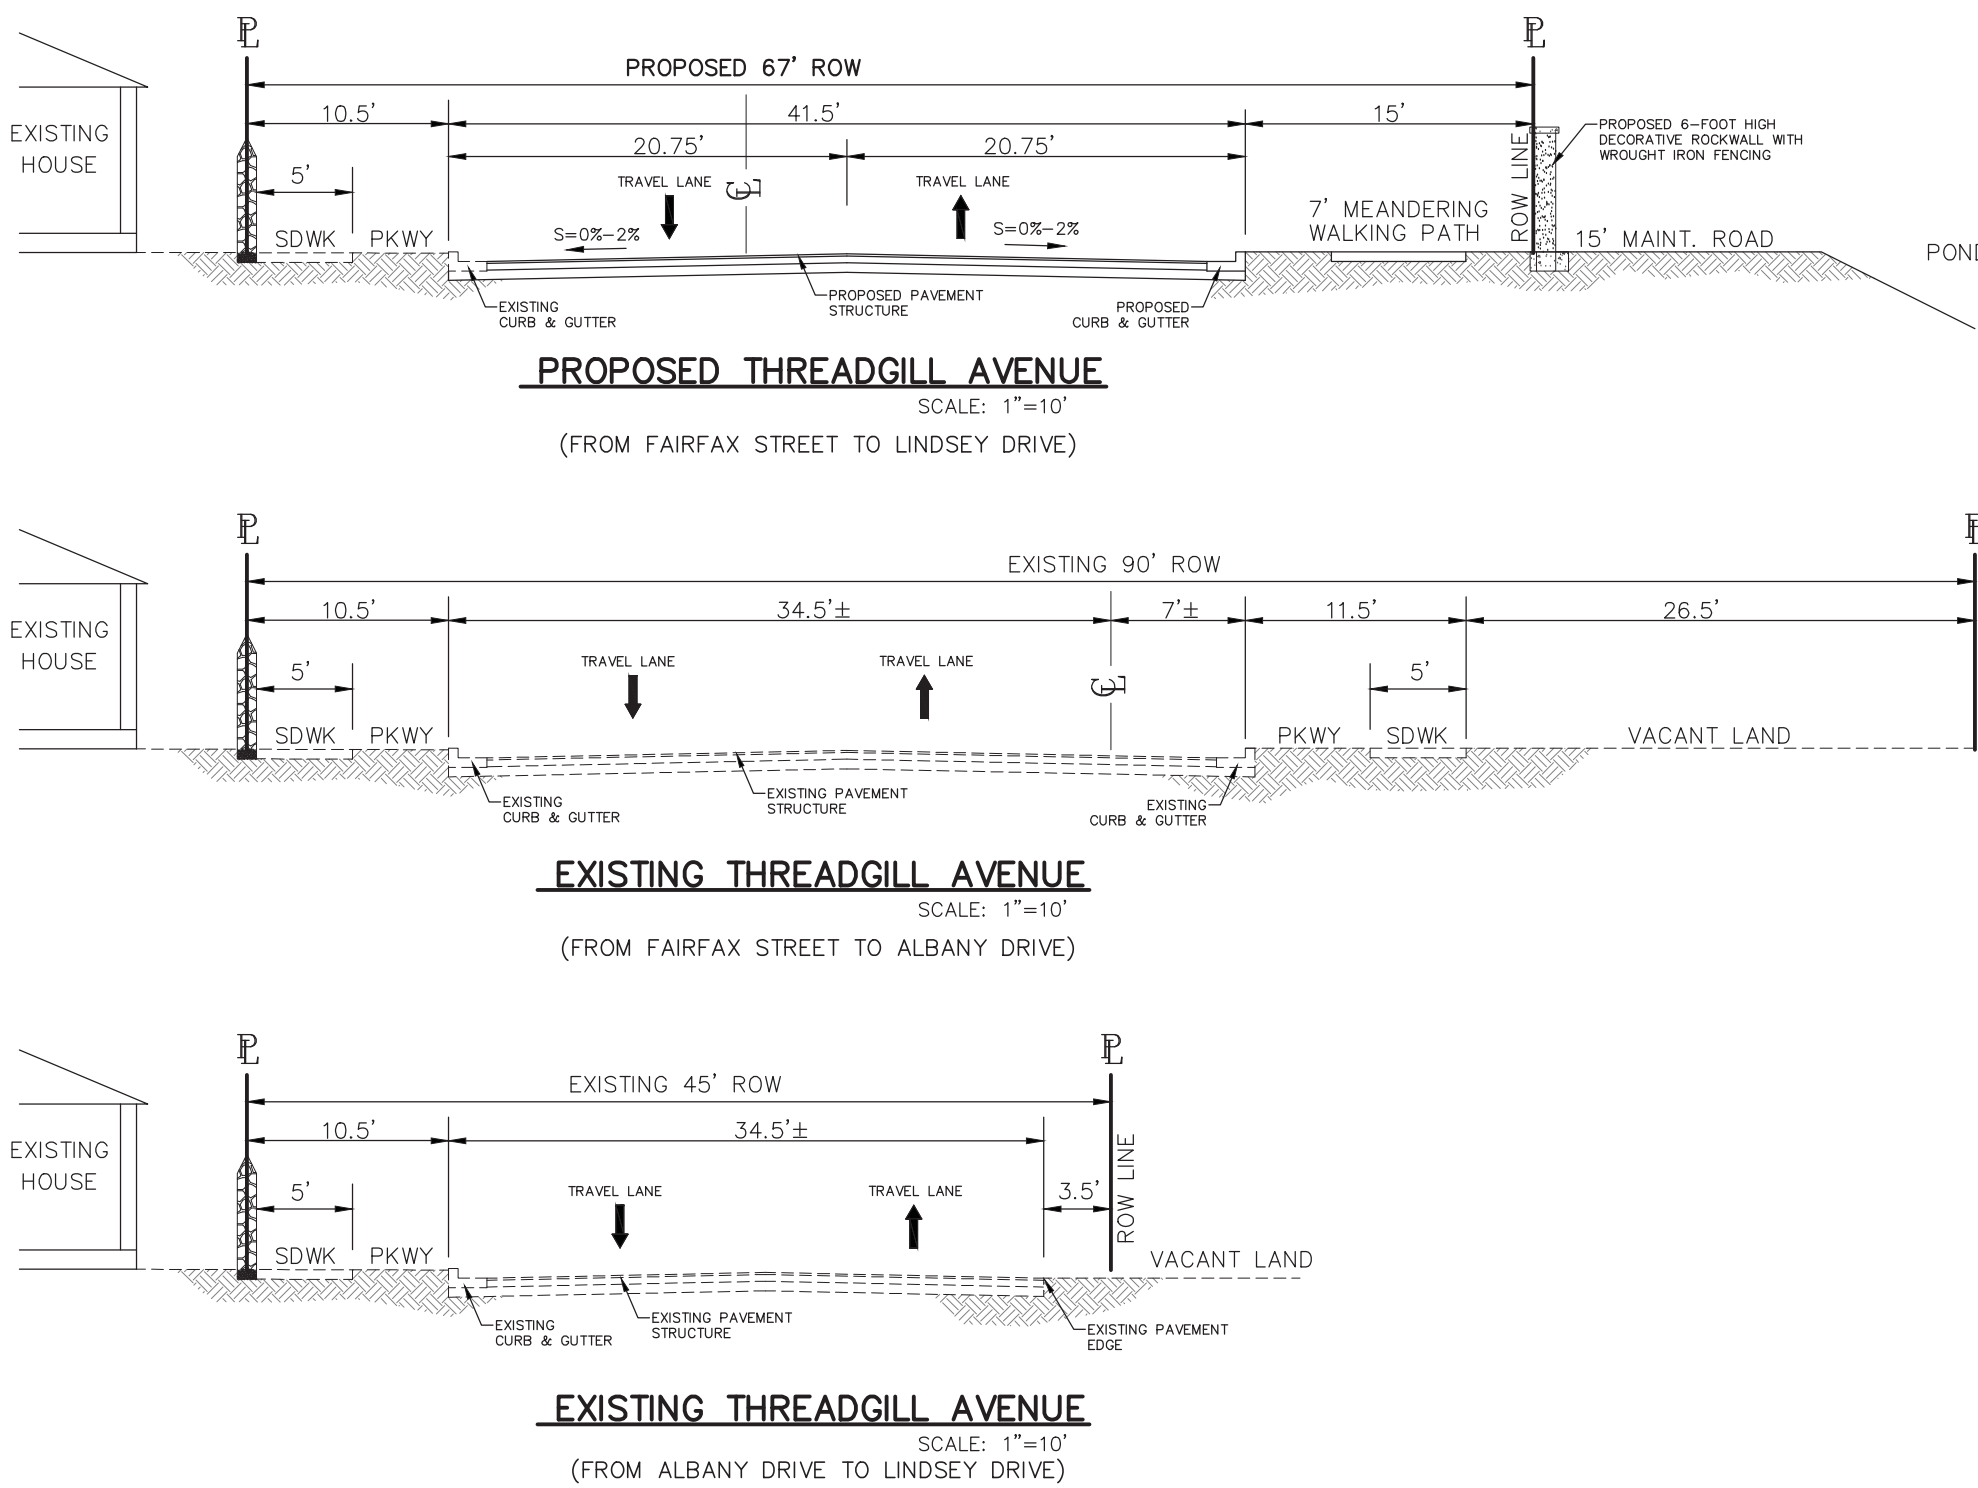 PL
PL
PROPOSED 67' ROW
10.5'
41.5'
15'
20.75'
20.75'
EXISTING
HOUSE
5'
TRAVEL LANE
CL
TRAVEL LANE
ROW LINE
PROPOSED 6-FOOT HIGH
DECORATIVE ROCKWALL WITH
WROUGHT IRON FENCING
SDWK
PKWY
S=0%-2%
S=0%-2%
7' MEANDERING
WALKING PATH
15' MAINT. ROAD
EXISTING
CURB & GUTTER
PROPOSED PAVEMENT
STRUCTURE
PROPOSED
CURB & GUTTER
PROPOSED THREADGILL AVENUE
SCALE: 1"=10'
(FROM FAIRFAX STREET TO LINDSEY DRIVE)
PL
EXISTING 90' ROW
10.5'
34.5'±
7'±
11.5'
26.5'
EXISTING
HOUSE
5'
TRAVEL LANE
TRAVEL LANE
CL
5'
SDWK
PKWY
PKWY
SDWK
VACANT LAND
EXISTING
CURB & GUTTER
EXISTING PAVEMENT
STRUCTURE
EXISTING
CURB & GUTTER
EXISTING THREADGILL AVENUE
SCALE: 1"=10'
(FROM FAIRFAX STREET TO ALBANY DRIVE)
PL
PL
EXISTING 45' ROW
10.5'
34.5'±
EXISTING
HOUSE
5'
TRAVEL LANE
TRAVEL LANE
3.5'
ROW LINE
SDWK
PKWY
VACANT LAND
EXISTING
CURB & GUTTER
EXISTING PAVEMENT
STRUCTURE
EXISTING PAVEMENT
EDGE
EXISTING THREADGILL AVENUE
SCALE: 1"=10'
(FROM ALBANY DRIVE TO LINDSEY DRIVE)